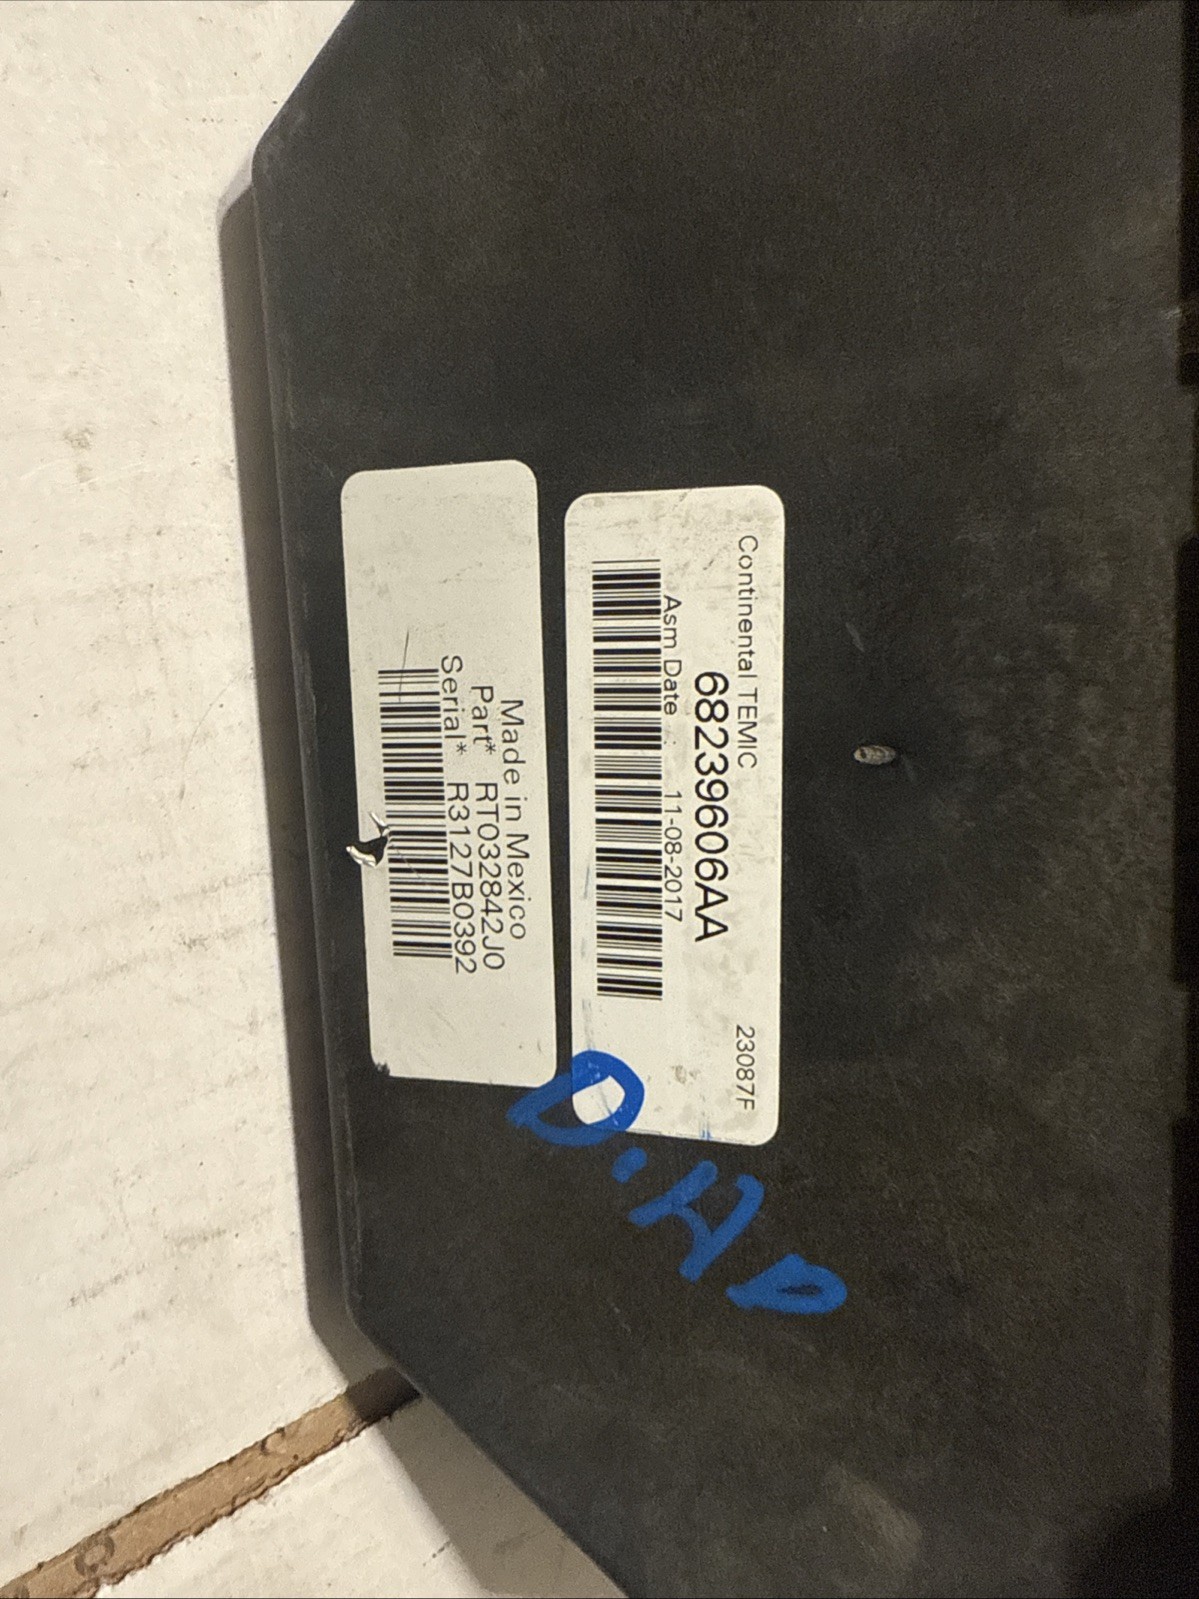 Continental TEMIC
23087F
68239606AA
Asm Date 11-08-2017
Made in Mexico
Part* RT032842J0
Serial* R3127B0392